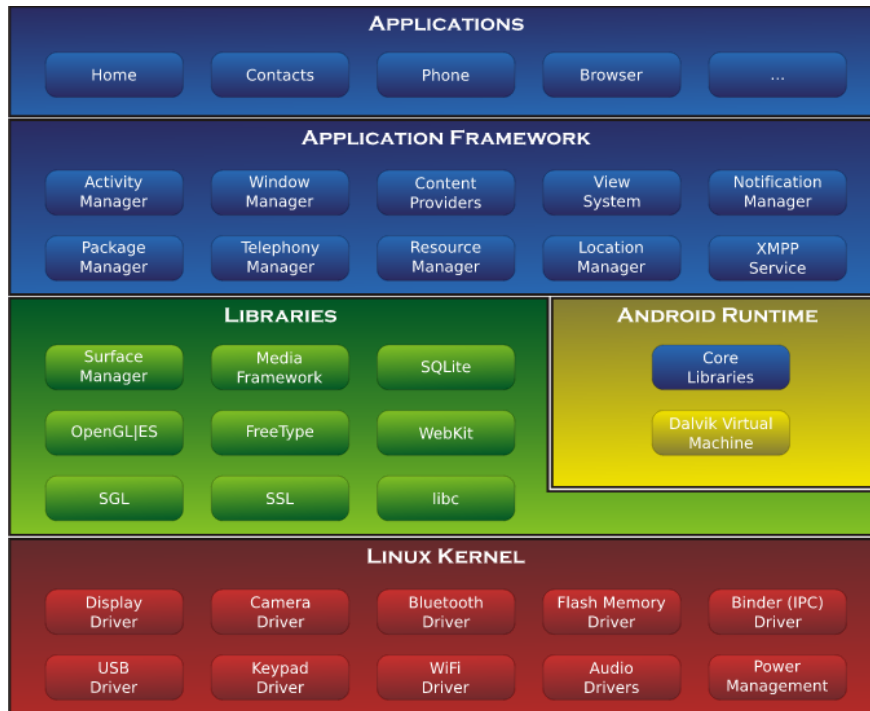 APPLICATIONS
Home
Contacts
Phone
Browser
...
APPLICATION FRAMEWORK
Activity
Manager
Window
Manager
Content
Providers
View
System
Notification
Manager
Package
Manager
Telephony
Manager
Resource
Manager
Location
Manager
XMPP
Service
LIBRARIES
Surface
Manager
Media
Framework
SQLite
OpenGL|ES
FreeType
WebKit
SGL
SSL
libc
ANDROID RUNTIME
Core
Libraries
Dalvik Virtual
Machine
LINUX KERNEL
Display
Driver
Camera
Driver
Bluetooth
Driver
Flash Memory
Driver
Binder (IPC)
Driver
USB
Driver
Keypad
Driver
WiFi
Driver
Audio
Drivers
Power
Management